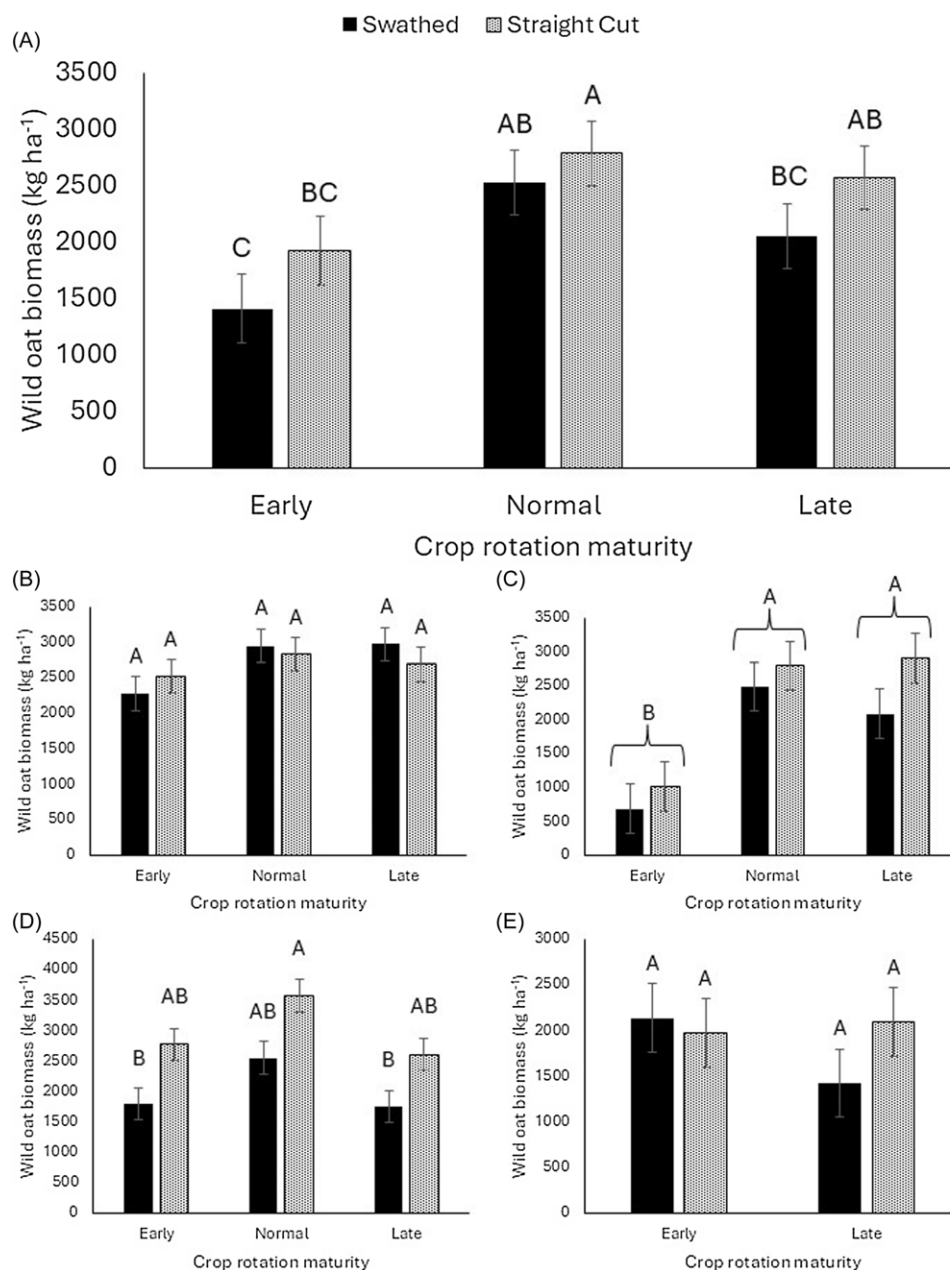 Swathed Straight Cut
(A)
Wild oat biomass (kg ha⁻¹)
3500
3000
2500
2000
1500
1000
500
0
C BC AB A BC AB
Early Normal Late
Crop rotation maturity
(B)
Wild oat biomass (kg ha⁻¹)
3500
3000
2500
2000
1500
1000
500
0
A A A A A A
Early Normal Late
Crop rotation maturity
(C)
Wild oat biomass (kg ha⁻¹)
3500
3000
2500
2000
1500
1000
500
0
B A A
Early Normal Late
Crop rotation maturity
(D)
Wild oat biomass (kg ha⁻¹)
4500
4000
3500
3000
2500
2000
1500
1000
500
0
B AB AB A B AB
Early Normal Late
Crop rotation maturity
(E)
Wild oat biomass (kg ha⁻¹)
3000
2500
2000
1500
1000
500
0
A A A A
Early Late
Crop rotation maturity